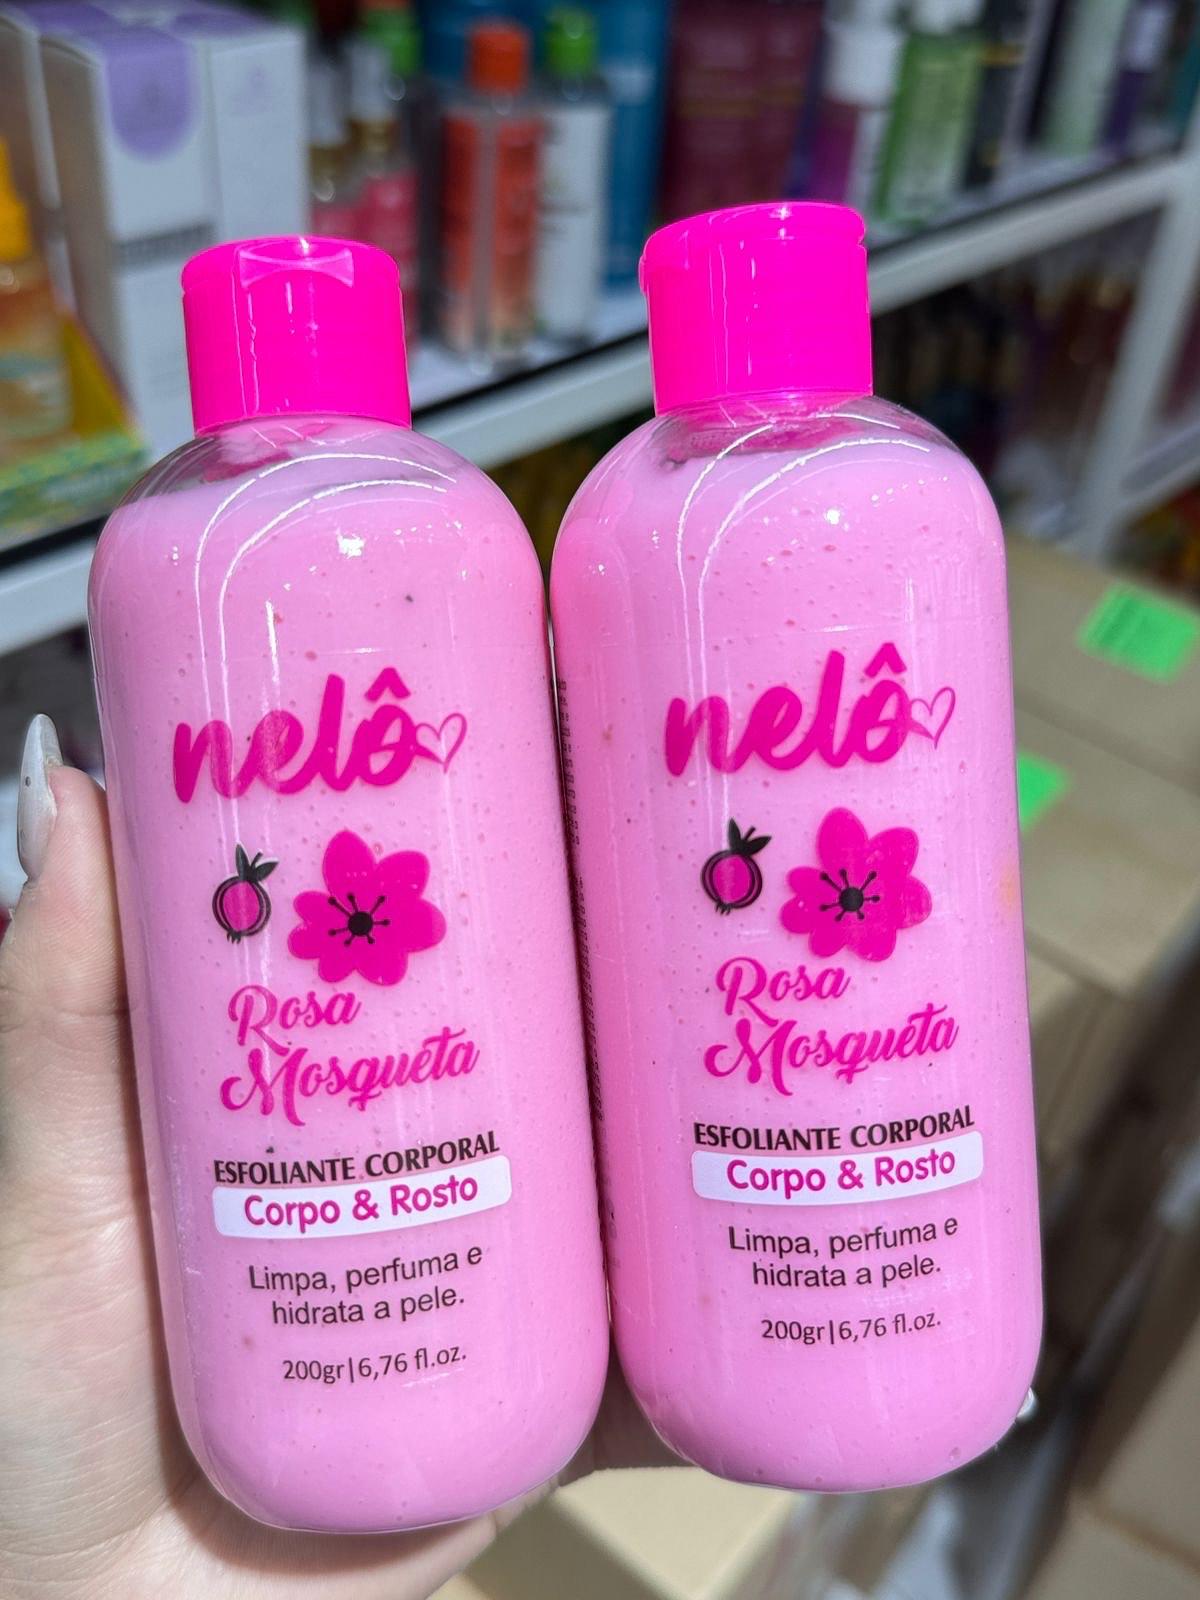 nelô
Rosa
Mosqueta
ESFOLIANTE CORPORAL
Corpo & Rosto
Limpa, perfuma e
hidrata a pele.
200gr|6,76 fl.oz.
nelô
Rosa
Mosqueta
ESFOLIANTE CORPORAL
Corpo & Rosto
Limpa, perfuma e
hidrata a pele.
200gr|6,76 fl.oz.